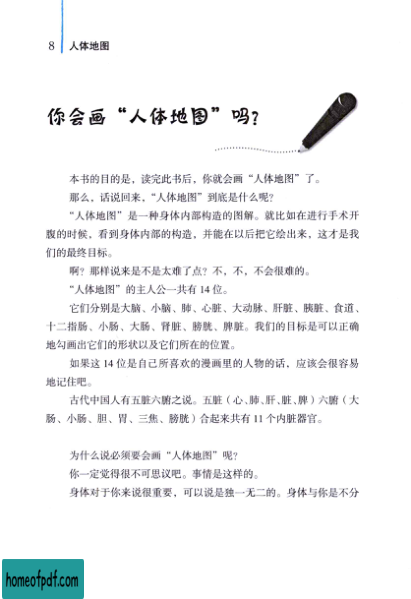 8 人体地图
你会画“人体地图”吗?
本书的目的是，读完此书后，你就会画“人体地图”了。
那么，话说回来，“人体地图”到底是什么呢?
“人体地图”是一种身体内部构造的图解。就比如在进行手术开
腹的时候，看到身体内部的构造，并能在以后把它绘出来，这才是我
们的最终目标。
啊? 那样说来是不是太难了点? 不，不，不会很难的。
“人体地图”的主人公一共有 14 位。
它们分别是大脑、小脑、肺、心脏、大动脉、肝脏、胰脏、食道、
十二指肠、小肠、大肠、肾脏、膀胱、脾脏。我们的目标是可以正确
地勾画出它们的形状以及它们所在的位置。
如果这 14 位是自己所喜欢的漫画里的人物的话，应该会很容易
地记住吧。
古代中国人有五脏六腑之说。五脏（心、肺、肝、脏、脾）六腑（大
肠、小肠、胆、胃、三焦、膀胱）合起来共有 11 个内脏器官。
为什么说必须要会画“人体地图”呢?
你一定觉得很不可思议吧。事情是这样的。
身体对于你来说很重要，可以说是独一无二的。身体与你是不分
homeofpdf.com